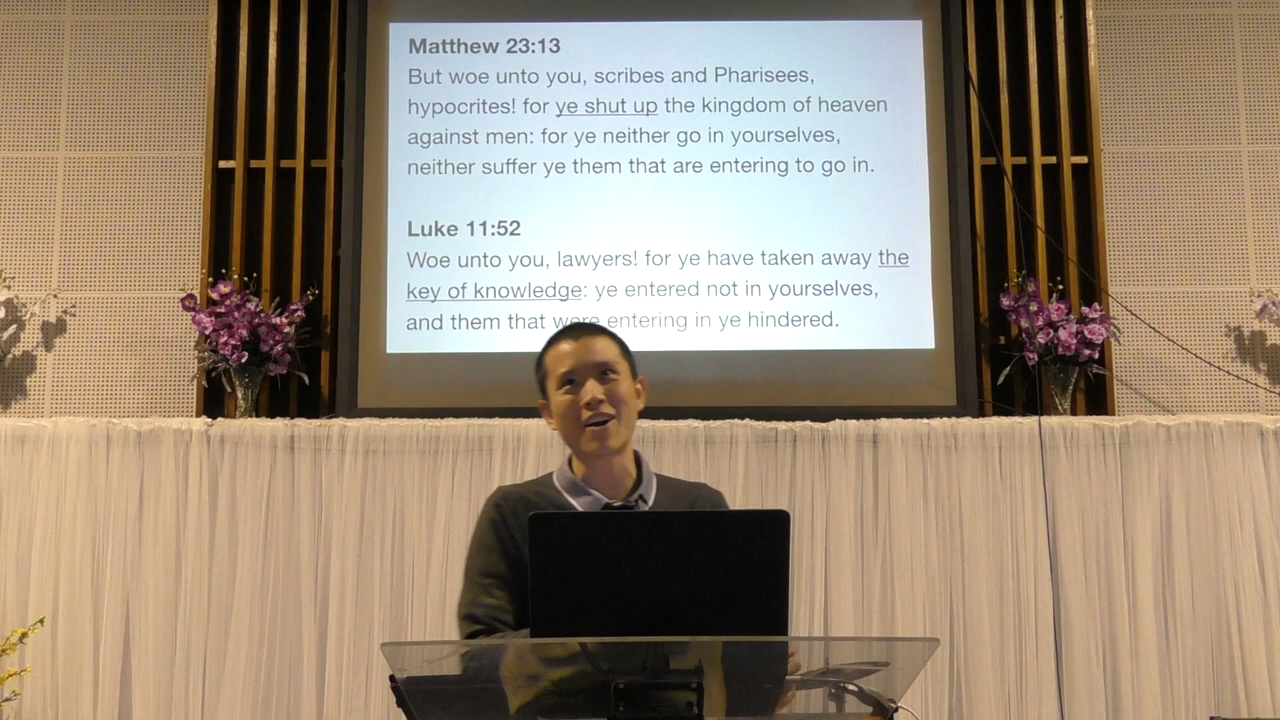 Matthew 23:13
But woe unto you, scribes and Pharisees,
hypocrites! for ye shut up the kingdom of heaven
against men: for ye neither go in yourselves,
neither suffer ye them that are entering to go in.
Luke 11:52
Woe unto you, lawyers! for ye have taken away the
key of knowledge: ye entered not in yourselves,
and them that were entering in ye hindered.